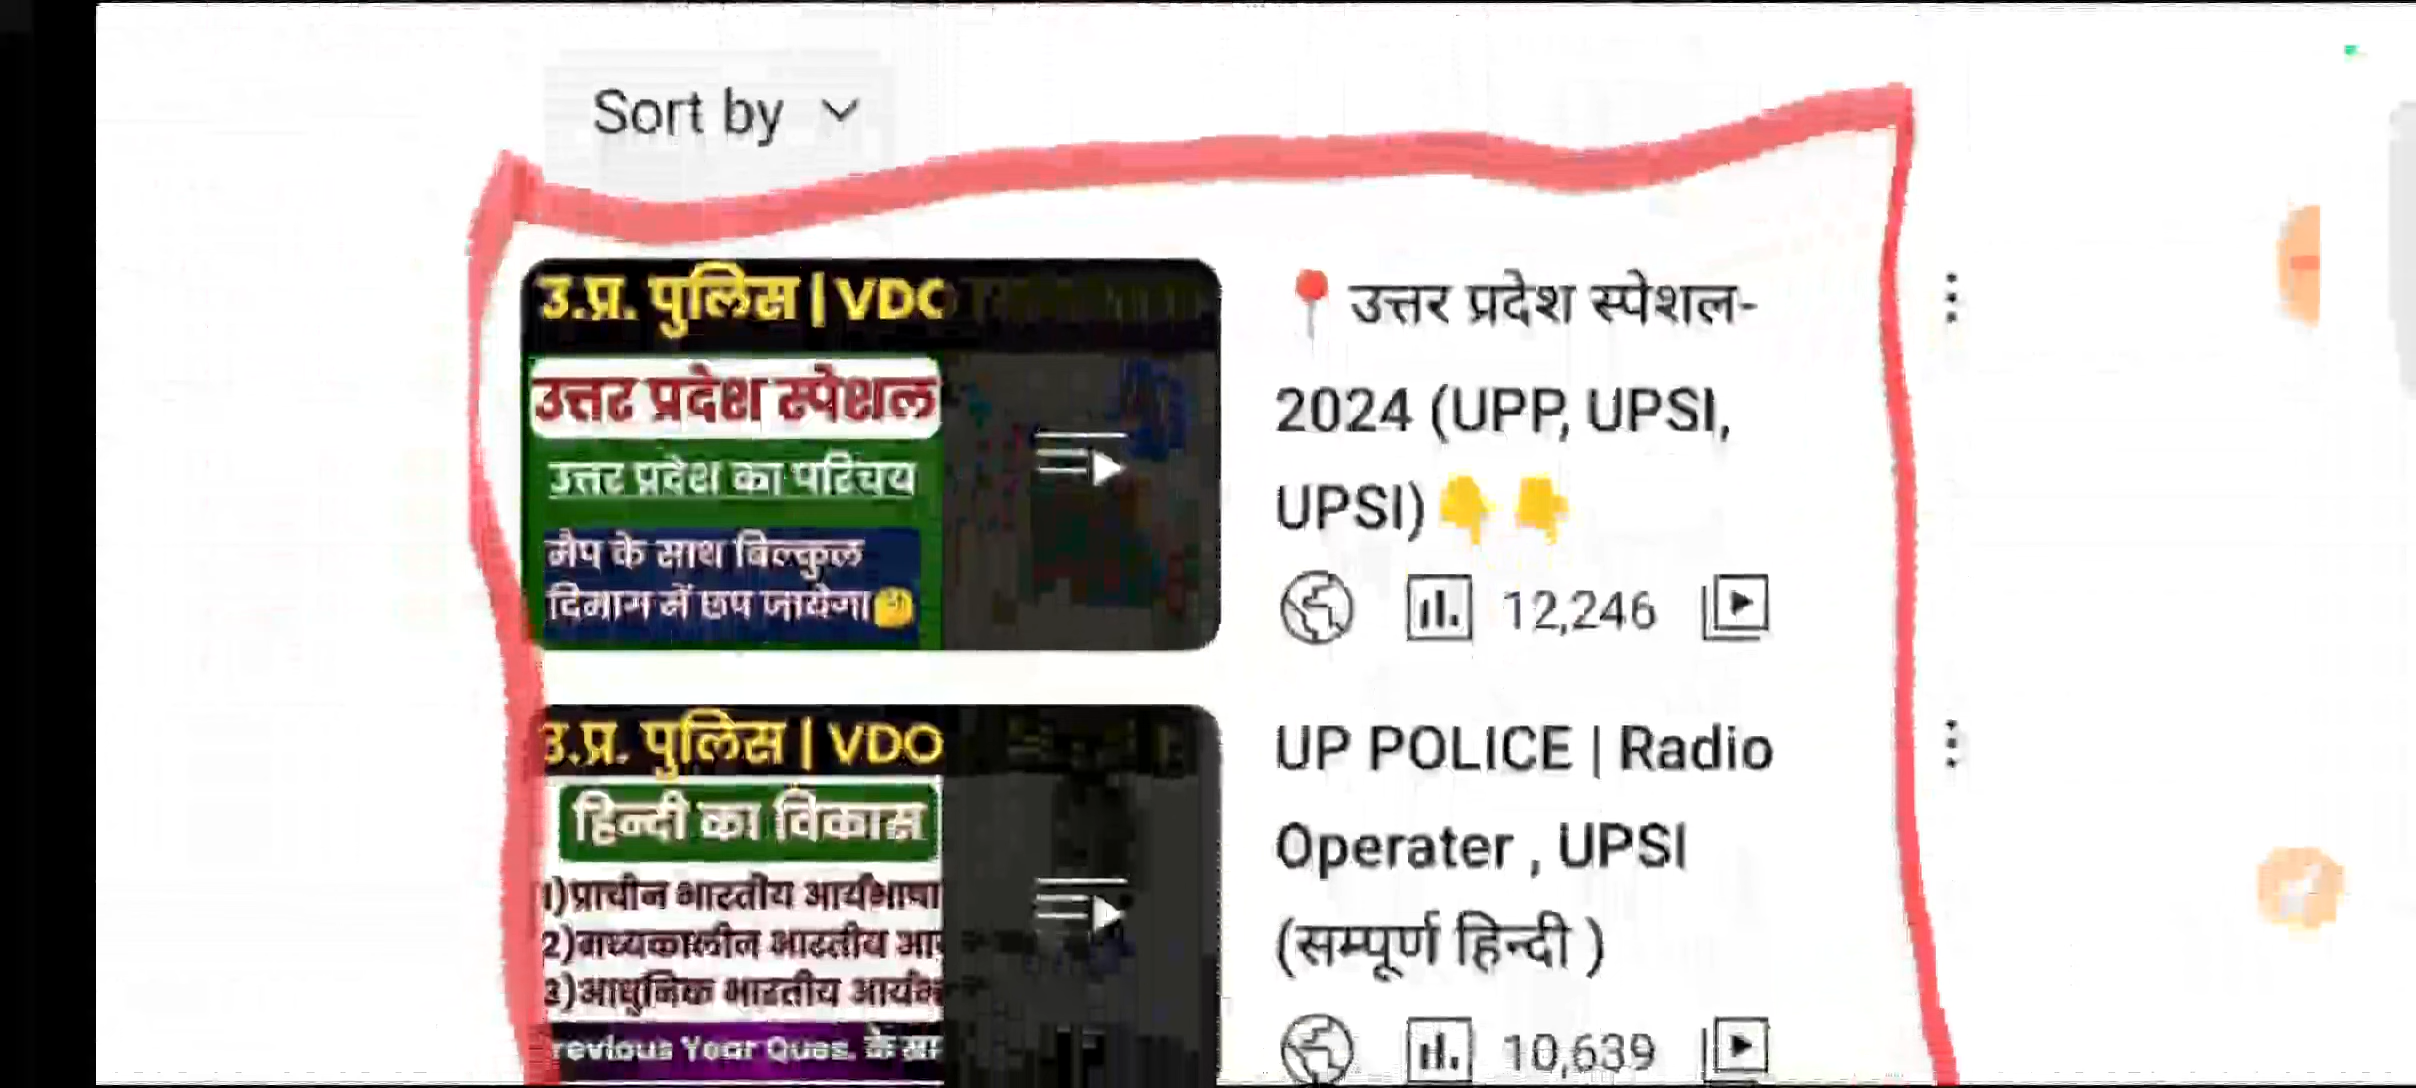 Sort by
उ.प्र. पुलिस | VDO
उत्तर प्रदेश स्पेशल
उत्तर प्रदेश का परिचय
मैप के साथ बिल्कुल
दिमाग में छप जायेगा
उत्तर प्रदेश स्पेशल-
2024 (UPP, UPSI,
UPSI)
12,246
उ.प्र. पुलिस | VDO
हिन्दी का विकास
1)प्राचीन भारतीय आर्यभाषा
2)मध्यकालीन भारतीय आ
3)आधुनिक भारतीय आर्यभ
revious Year Ques. के सा
UP POLICE | Radio
Operater , UPSI
(सम्पूर्ण हिन्दी )
10,639